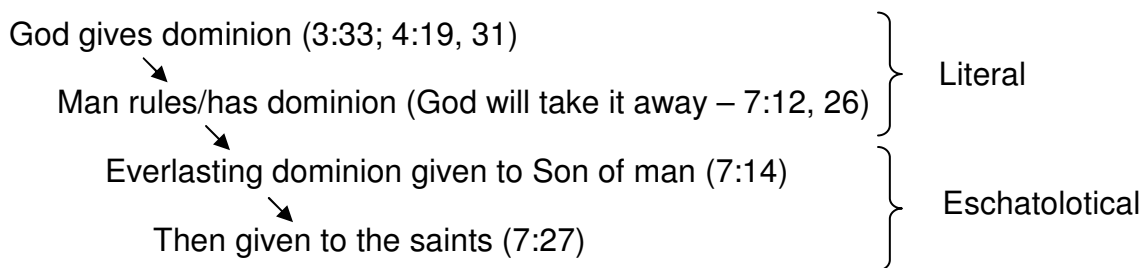 God gives dominion (3:33; 4:19, 31)
Literal
Man rules/has dominion (God will take it away – 7:12, 26)
Everlasting dominion given to Son of man (7:14)
Eschatolotical
Then given to the saints (7:27)